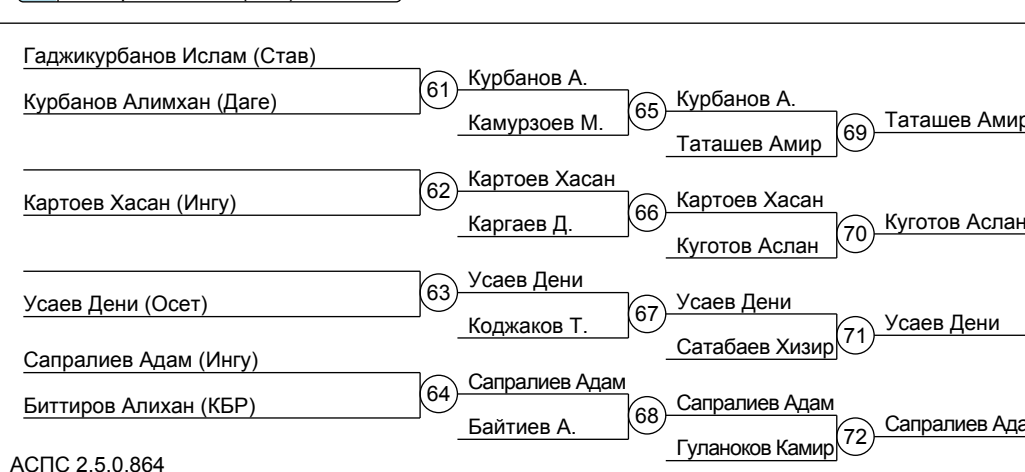 Гаджикурбанов Ислам (Став)
Курбанов Алимхан (Даге)
61
Курбанов А.
Камурзоев М.
65
Курбанов А.
Таташев Амир
69
Таташев Амир
Картоев Хасан (Ингу)
62
Картоев Хасан
Каргаев Д.
66
Картоев Хасан
Куготов Аслан
70
Куготов Аслан
Усаев Дени (Осет)
63
Усаев Дени
Коджаков Т.
67
Усаев Дени
Сатабаев Хизир
71
Усаев Дени
Сапралиев Адам (Ингу)
Биттиров Алихан (КБР)
64
Сапралиев Адам
Байтиев А.
68
Сапралиев Адам
Гуланоков Камир
72
Сапралиев Ада
АСПС 2.5.0.864